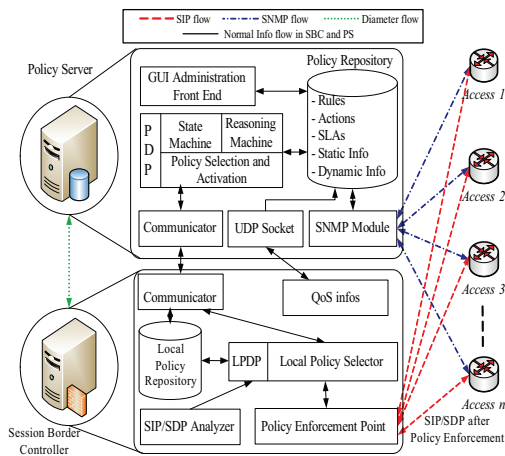 SIP flow
SNMP flow
Diameter flow
Normal Info flow in SBC and PS
Policy Server
Policy Repository
GUI Administration
Front End
- Rules
- Actions
- SLAs
- Static Info
- Dynamic Info
P
D
P
State
Machine
Reasoning
Machine
Policy Selection and
Activation
Communicator
UDP Socket
SNMP Module
Access 1
Access 2
Access 3
Access n
Communicator
QoS infos
Local
Policy
Repository
LPDP
Local Policy Selector
SIP/SDP Analyzer
Policy Enforcement Point
SIP/SDP after
Policy Enforcement
Session Border
Controller